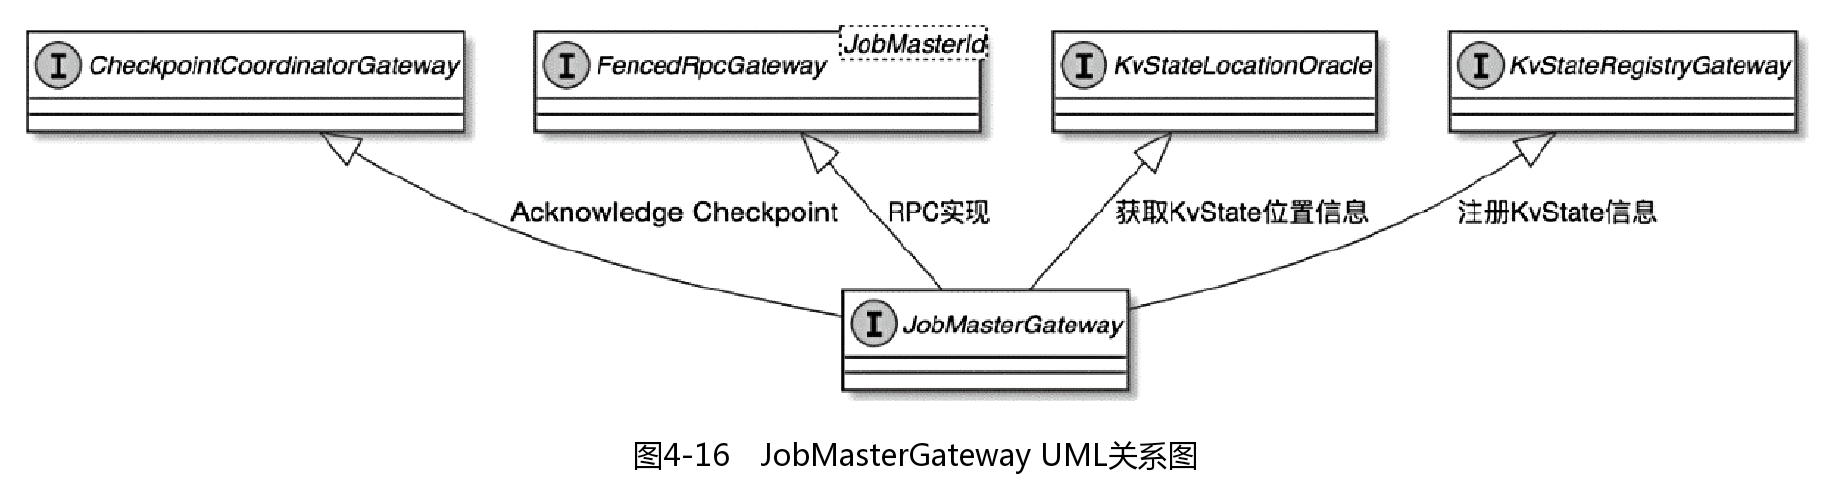 JobMasterId
I CheckpointCoordinatorGateway
I FencedRpcGateway
I KvStateLocationOracle
I KvStateRegistryGateway
Acknowledge Checkpoint
RPC实现
获取KvState位置信息
注册KvState信息
I JobMasterGateway
图4-16 JobMasterGateway UML关系图